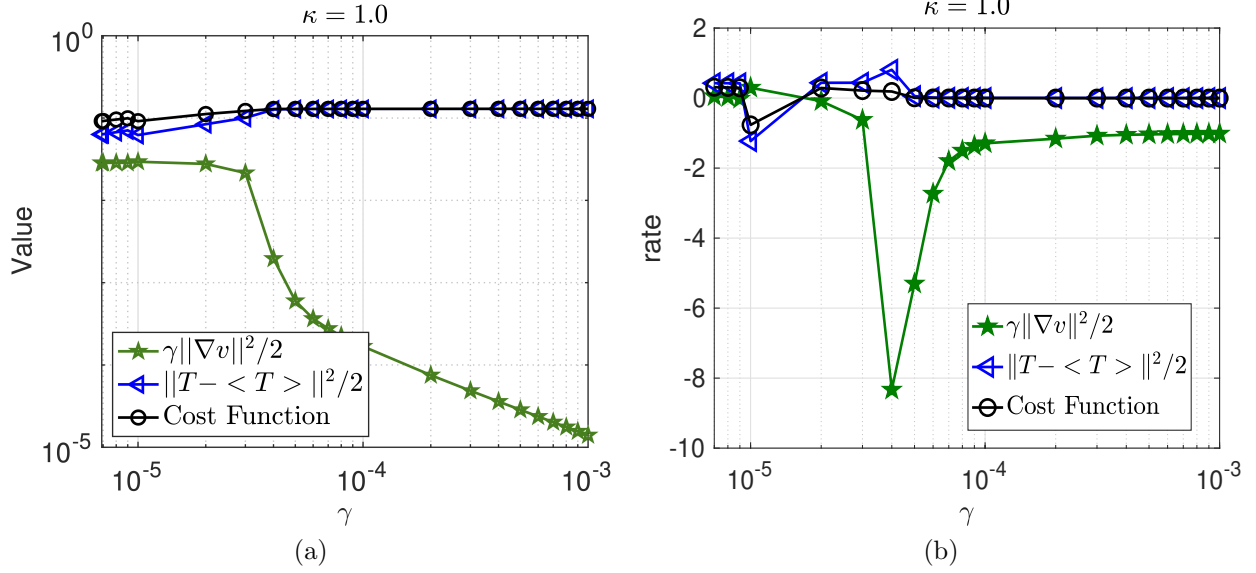 κ = 1.0
10⁰
10⁻⁵
Value
10⁻⁵
10⁻⁴
10⁻³
γ
γ||∇v||²/2
||T− < T > ||²/2
Cost Function
(a)
κ = 1.0
2
0
-2
-4
-6
-8
-10
rate
10⁻⁵
10⁻⁴
10⁻³
γ
γ‖∇v‖²/2
‖T− < T > ‖²/2
Cost Function
(b)